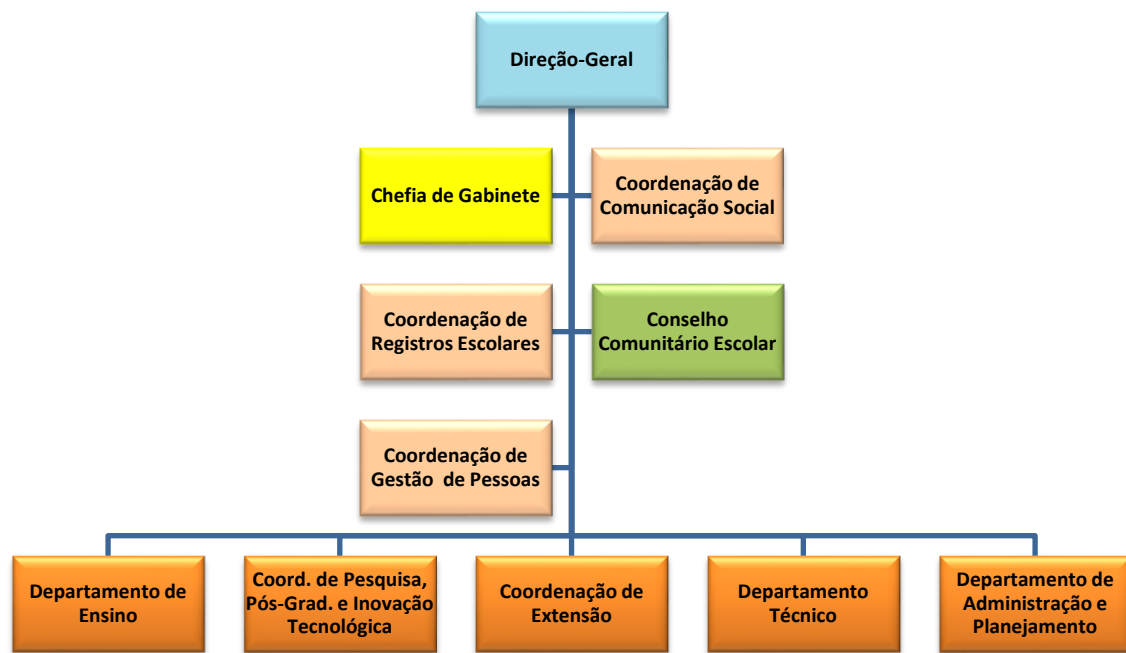 Direção-Geral
Chefia de Gabinete
Coordenação de
Comunicação Social
Coordenação de
Registros Escolares
Conselho
Comunitário Escolar
Coordenação de
Gestão  de Pessoas
Departamento de
Ensino
Coord. de Pesquisa,
Pós-Grad. e Inovação
Tecnológica
Coordenação de
Extensão
Departamento
Técnico
Departamento de
Administração e
Planejamento